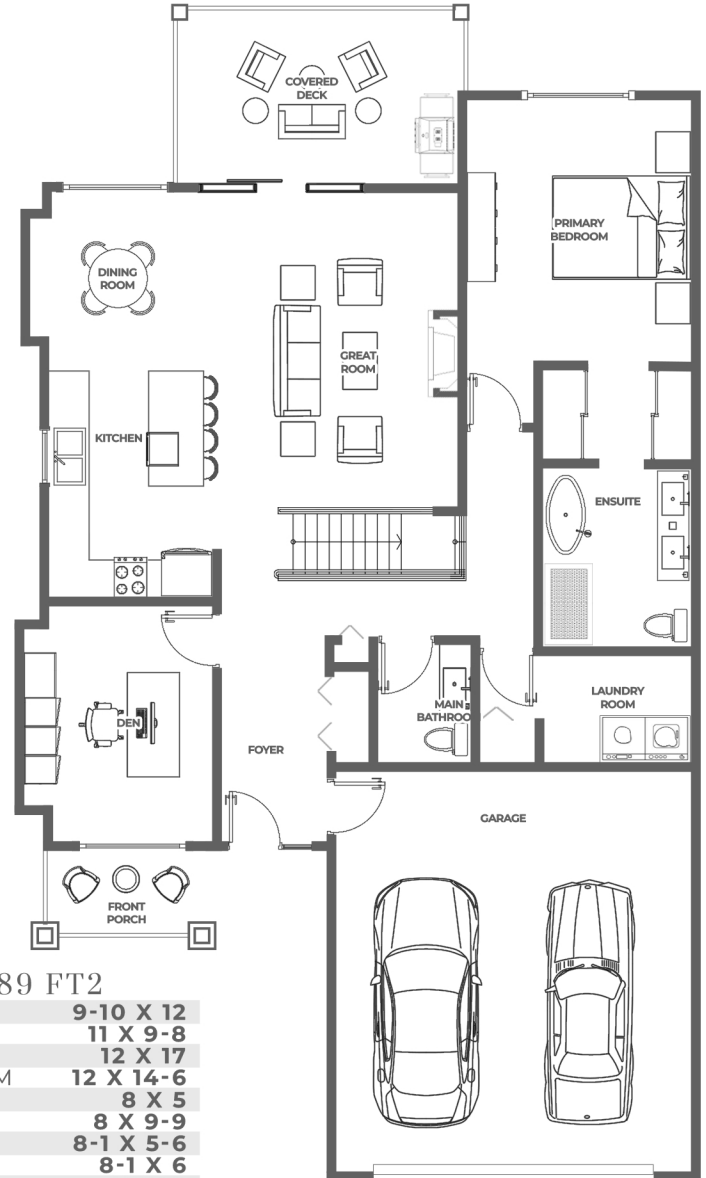 COVERED
DECK
PRIMARY
BEDROOM
DINING
ROOM
GREAT
ROOM
KITCHEN
ENSUITE
LAUNDRY
ROOM
MAIN
BATHROO
DEN
FOYER
GARAGE
FRONT
PORCH
89 FT2
9-10 X 12
11 X 9-8
12 X 17
M 12 X 14-6
8 X 5
8 X 9-9
8-1 X 5-6
8-1 X 6